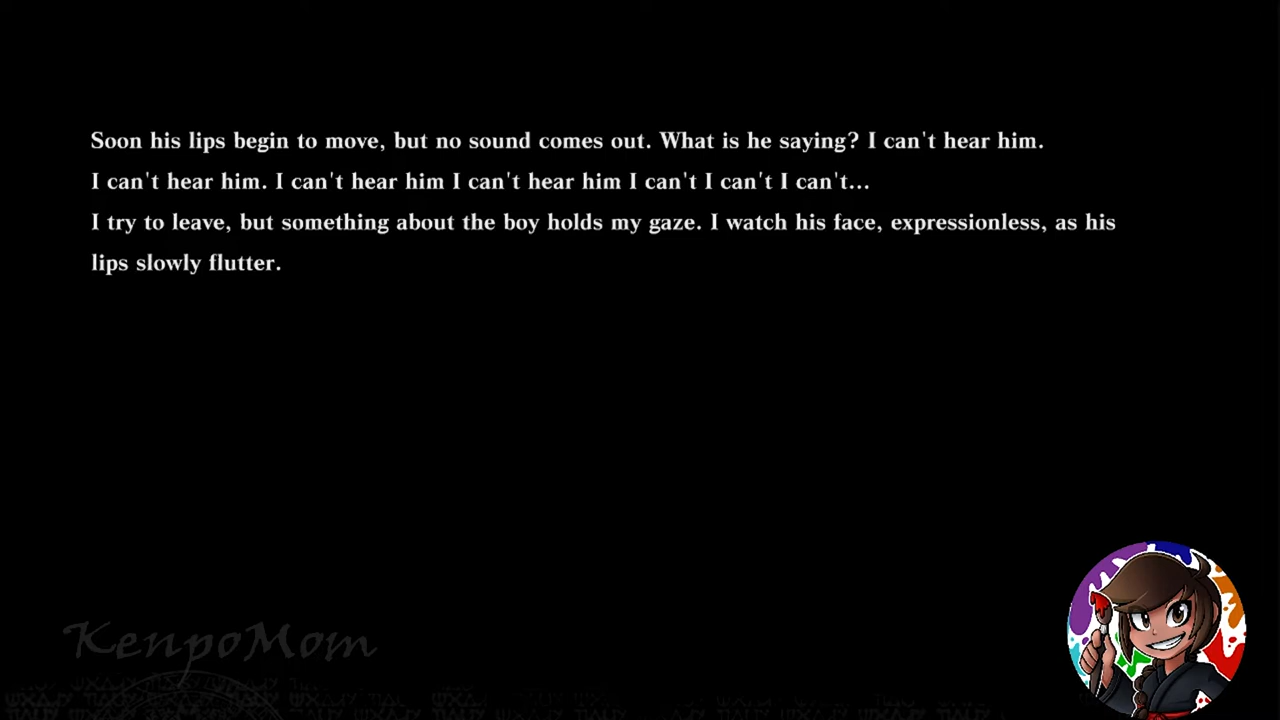 Soon his lips begin to move, but no sound comes out. What is he saying? I can't hear him.
I can't hear him. I can't hear him I can't hear him I can't I can't I can't...
I try to leave, but something about the boy holds my gaze. I watch his face, expressionless, as his
lips slowly flutter.
KenpoMom